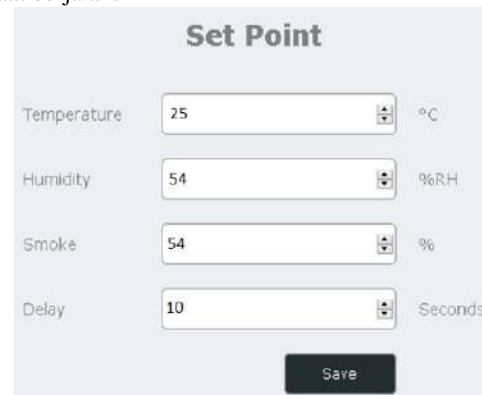 Set Point
Temperature 25 °C
Humidity 54 %RH
Smoke 54 %
Delay 10 Seconds
Save